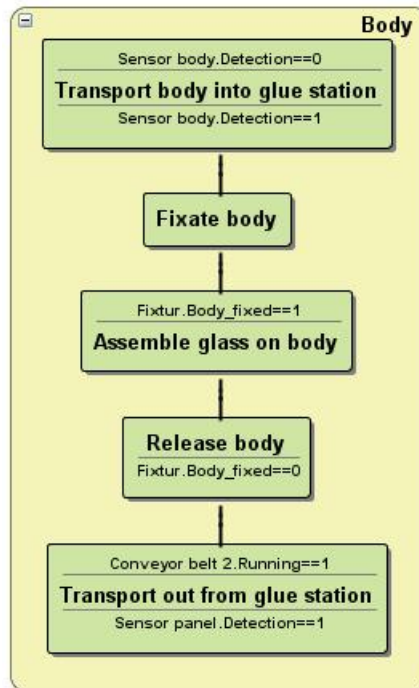 Body
Sensor body.Detection==0
Transport body into glue station
Sensor body.Detection==1
Fixate body
Fixtur.Body_fixed==1
Assemble glass on body
Release body
Fixtur.Body_fixed==0
Conveyor belt 2.Running==1
Transport out from glue station
Sensor panel.Detection==1